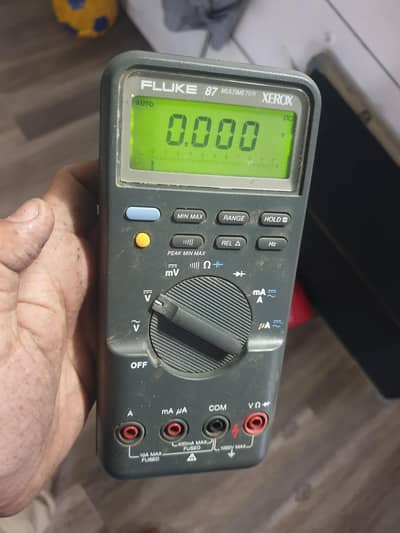 FLUKE 87 MULTIMETER XEROX
AUTO
0.000
MIN MAX RANGE HOLD
PEAK MIN MAX REL △ Hz
mV Ω
V mA A
V µA
OFF
A mA µA COM V Ω
10A MAX FUSED 400mA MAX FUSED 1000V MAX